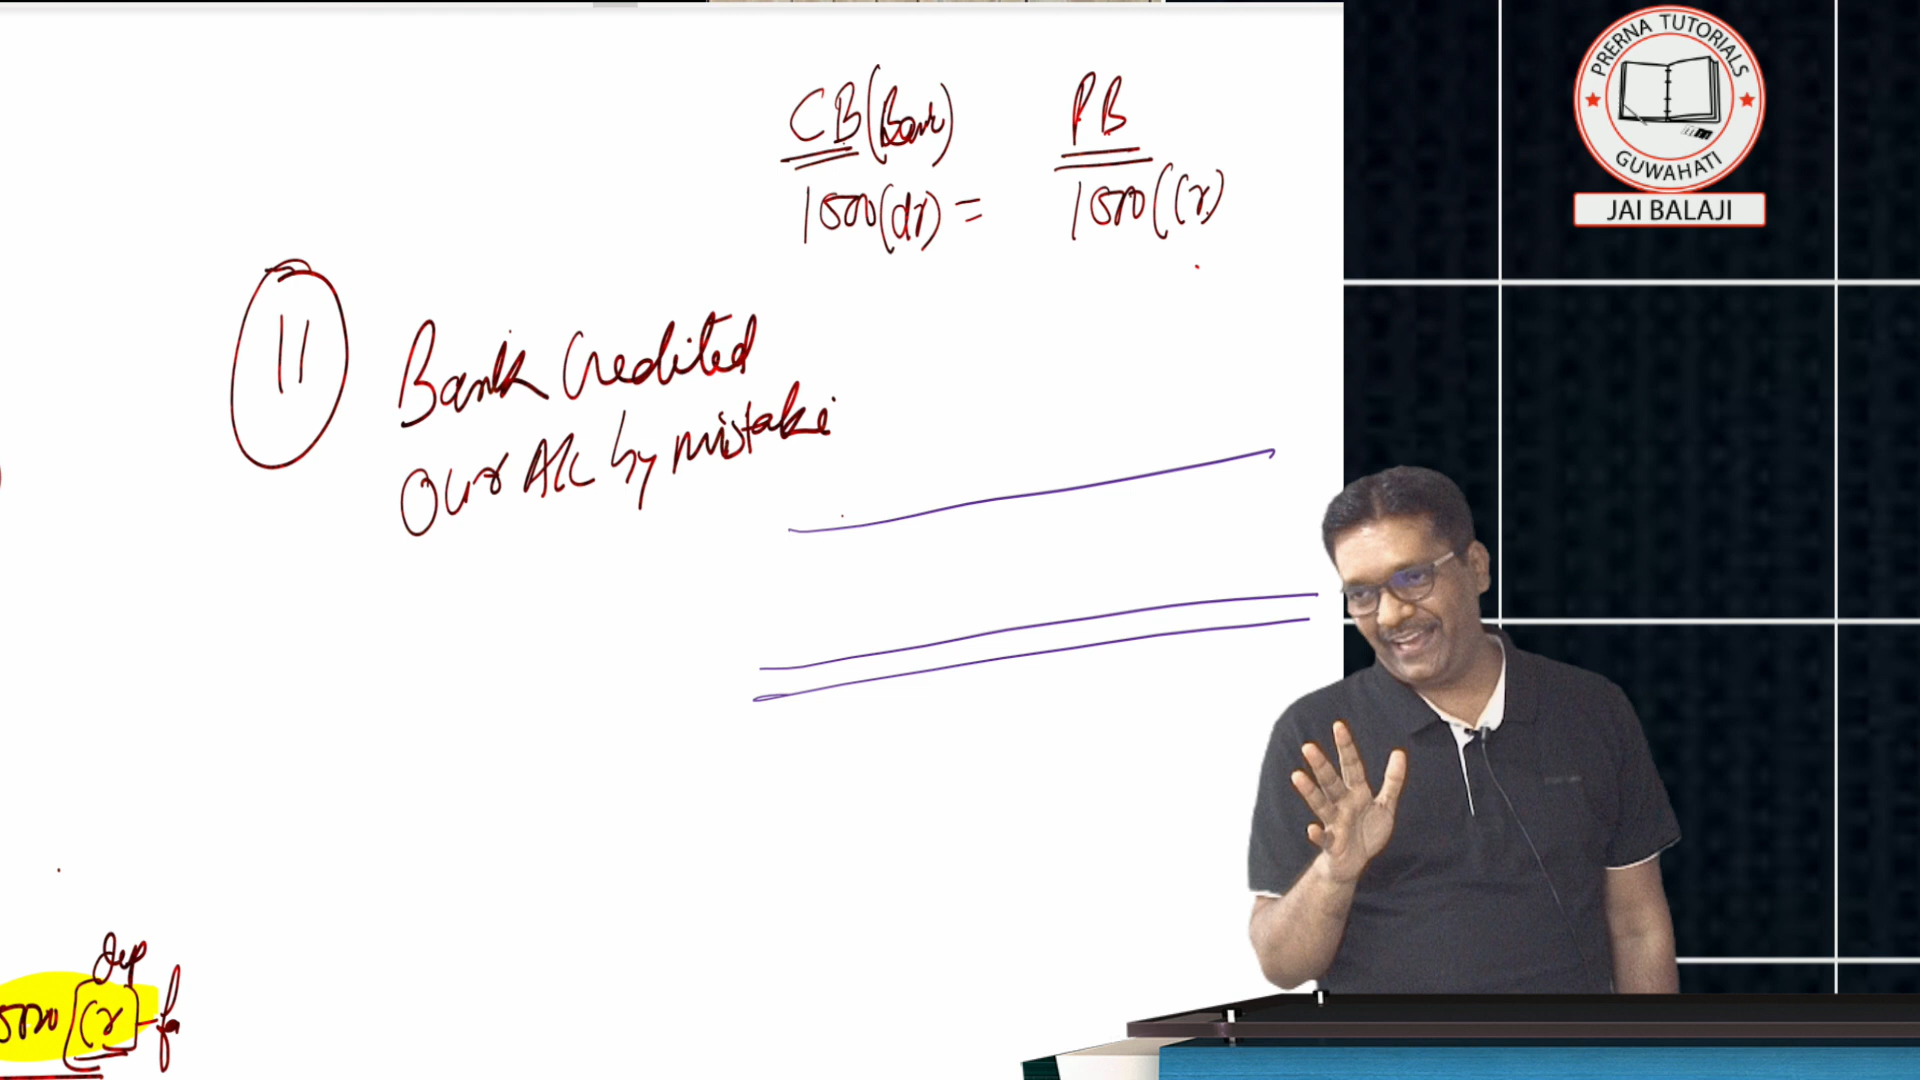 CB (Bank) PB
1500 (dr) = 1500 (Cr)
11 Bank Credited
Our A/c by mistake
dep
5000 (Cr)
PRERNA TUTORIALS
GUWAHATI
JAI BALAJI